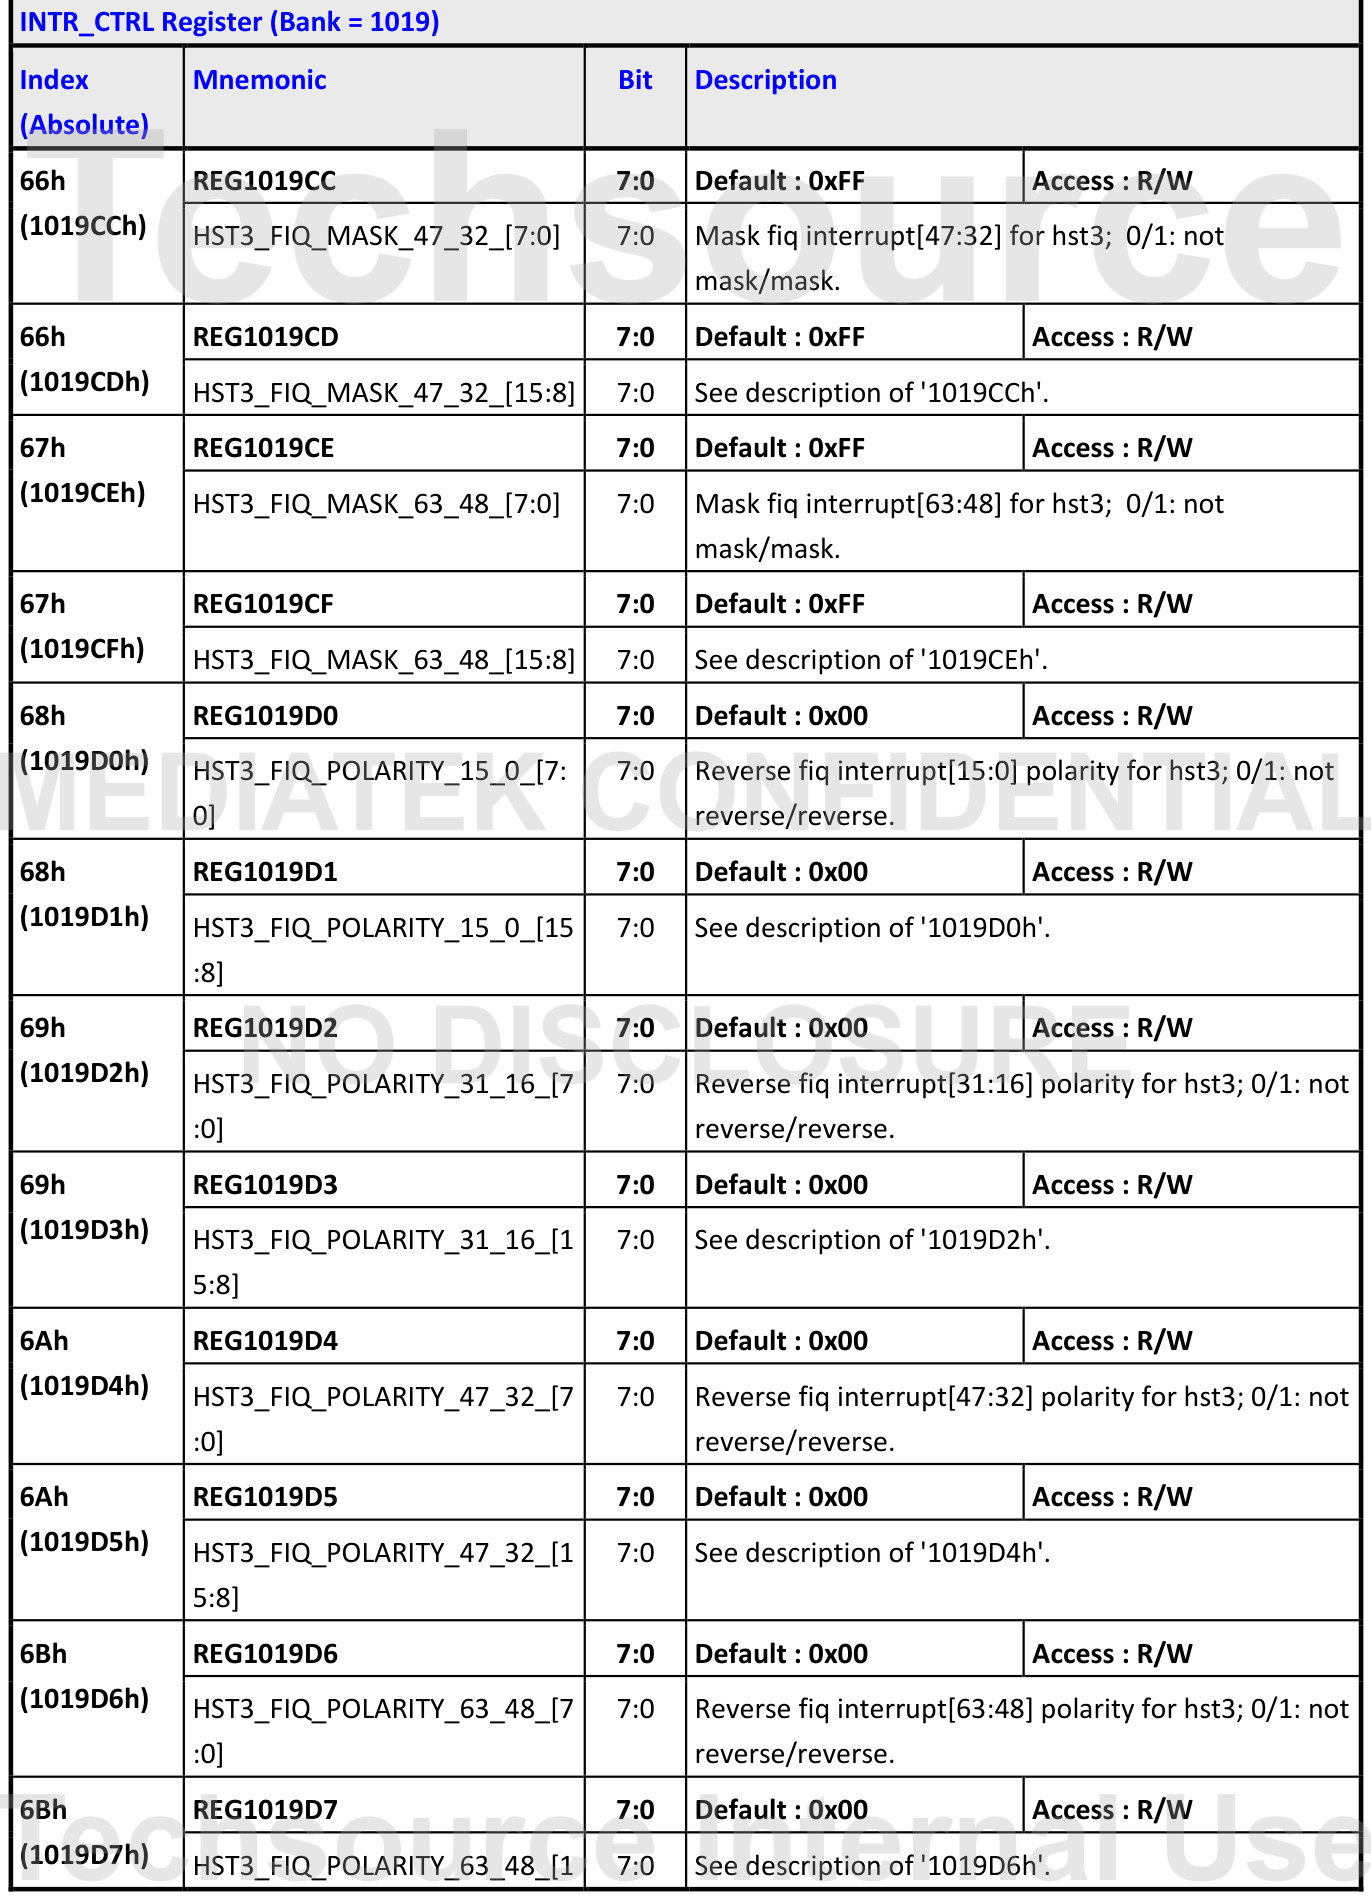 INTR_CTRL Register (Bank = 1019)
Index (Absolute) Mnemonic Bit Description
66h (1019CCh) REG1019CC 7:0 Default : 0xFF Access : R/W
HST3_FIQ_MASK_47_32_[7:0] 7:0 Mask fiq interrupt[47:32] for hst3; 0/1: not
mask/mask.
66h (1019CDh) REG1019CD 7:0 Default : 0xFF Access : R/W
HST3_FIQ_MASK_47_32_[15:8] 7:0 See description of '1019CCh'.
67h (1019CEh) REG1019CE 7:0 Default : 0xFF Access : R/W
HST3_FIQ_MASK_63_48_[7:0] 7:0 Mask fiq interrupt[63:48] for hst3; 0/1: not
mask/mask.
67h (1019CFh) REG1019CF 7:0 Default : 0xFF Access : R/W
HST3_FIQ_MASK_63_48_[15:8] 7:0 See description of '1019CEh'.
68h (1019D0h) REG1019D0 7:0 Default : 0x00 Access : R/W
HST3_FIQ_POLARITY_15_0_[7: 7:0 Reverse fiq interrupt[15:0] polarity for hst3; 0/1: not
0] reverse/reverse.
68h (1019D1h) REG1019D1 7:0 Default : 0x00 Access : R/W
HST3_FIQ_POLARITY_15_0_[15 7:0 See description of '1019D0h'.
:8]
69h (1019D2h) REG1019D2 7:0 Default : 0x00 Access : R/W
HST3_FIQ_POLARITY_31_16_[7 7:0 Reverse fiq interrupt[31:16] polarity for hst3; 0/1: not
:0] reverse/reverse.
69h (1019D3h) REG1019D3 7:0 Default : 0x00 Access : R/W
HST3_FIQ_POLARITY_31_16_[1 7:0 See description of '1019D2h'.
5:8]
6Ah (1019D4h) REG1019D4 7:0 Default : 0x00 Access : R/W
HST3_FIQ_POLARITY_47_32_[7 7:0 Reverse fiq interrupt[47:32] polarity for hst3; 0/1: not
:0] reverse/reverse.
6Ah (1019D5h) REG1019D5 7:0 Default : 0x00 Access : R/W
HST3_FIQ_POLARITY_47_32_[1 7:0 See description of '1019D4h'.
5:8]
6Bh (1019D6h) REG1019D6 7:0 Default : 0x00 Access : R/W
HST3_FIQ_POLARITY_63_48_[7 7:0 Reverse fiq interrupt[63:48] polarity for hst3; 0/1: not
:0] reverse/reverse.
6Bh (1019D7h) REG1019D7 7:0 Default : 0x00 Access : R/W
HST3_FIQ_POLARITY_63_48_[1 7:0 See description of '1019D6h'.
Techsource
MEDIATEK CONFIDENTIAL
NO DISCLOSURE
Techsource Internal Use